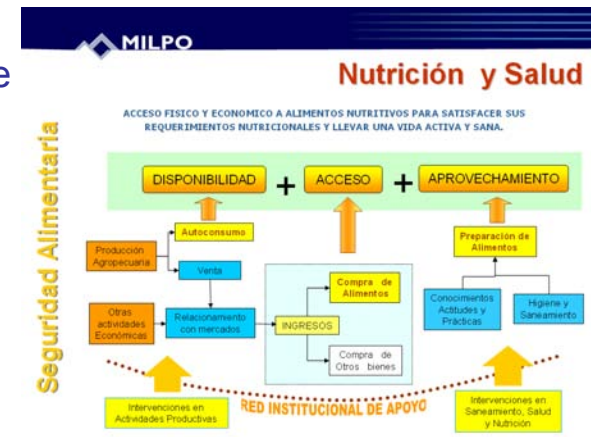 e
MILPO
Nutrición y Salud
ACCESO FISICO Y ECONOMICO A ALIMENTOS NUTRITIVOS PARA SATISFACER SUS
REQUERIMIENTOS NUTRICIONALES Y LLEVAR UNA VIDA ACTIVA Y SANA.
Seguridad Alimentaria
DISPONIBILIDAD + ACCESO + APROVECHAMIENTO
Autoconsumo
Producción
Agropecuaria
Venta
Otras
actividades
Económicas
Relacionamiento
con mercados
INGRESOS
Compra de
Alimentos
Compra de
Otros bienes
Preparación de
Alimentos
Conocimientos
Actitudes y
Prácticas
Higiene y
Saneamiento
Intervenciones en
Actividades Productivas
RED INSTITUCIONAL DE APOYO
Intervenciones en
Saneamiento, Salud
y Nutrición